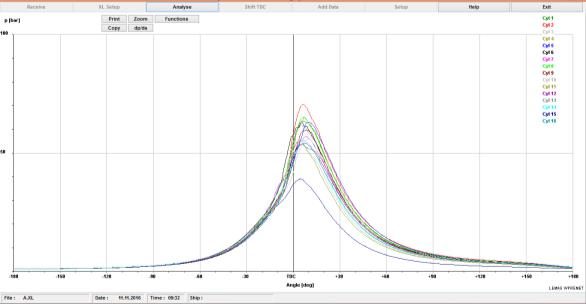 Receive XL Setup Analyse Shift TDC Add Data Setup Help Exit
p [bar] Print Zoom Functions
Copy dp/da
Cyl 1
Cyl 2
Cyl 3
Cyl 4
Cyl 5
Cyl 6
Cyl 7
Cyl 8
Cyl 9
Cyl 10
Cyl 11
Cyl 12
Cyl 13
Cyl 14
Cyl 15
Cyl 16
100
50
-180 -150 -90 -60 -30 TDC +30 +60 +90 +150 +180
Angle [deg]
LEMAG
File : A.XL Date : 11.11.2016 Time : 09:32 Ship :